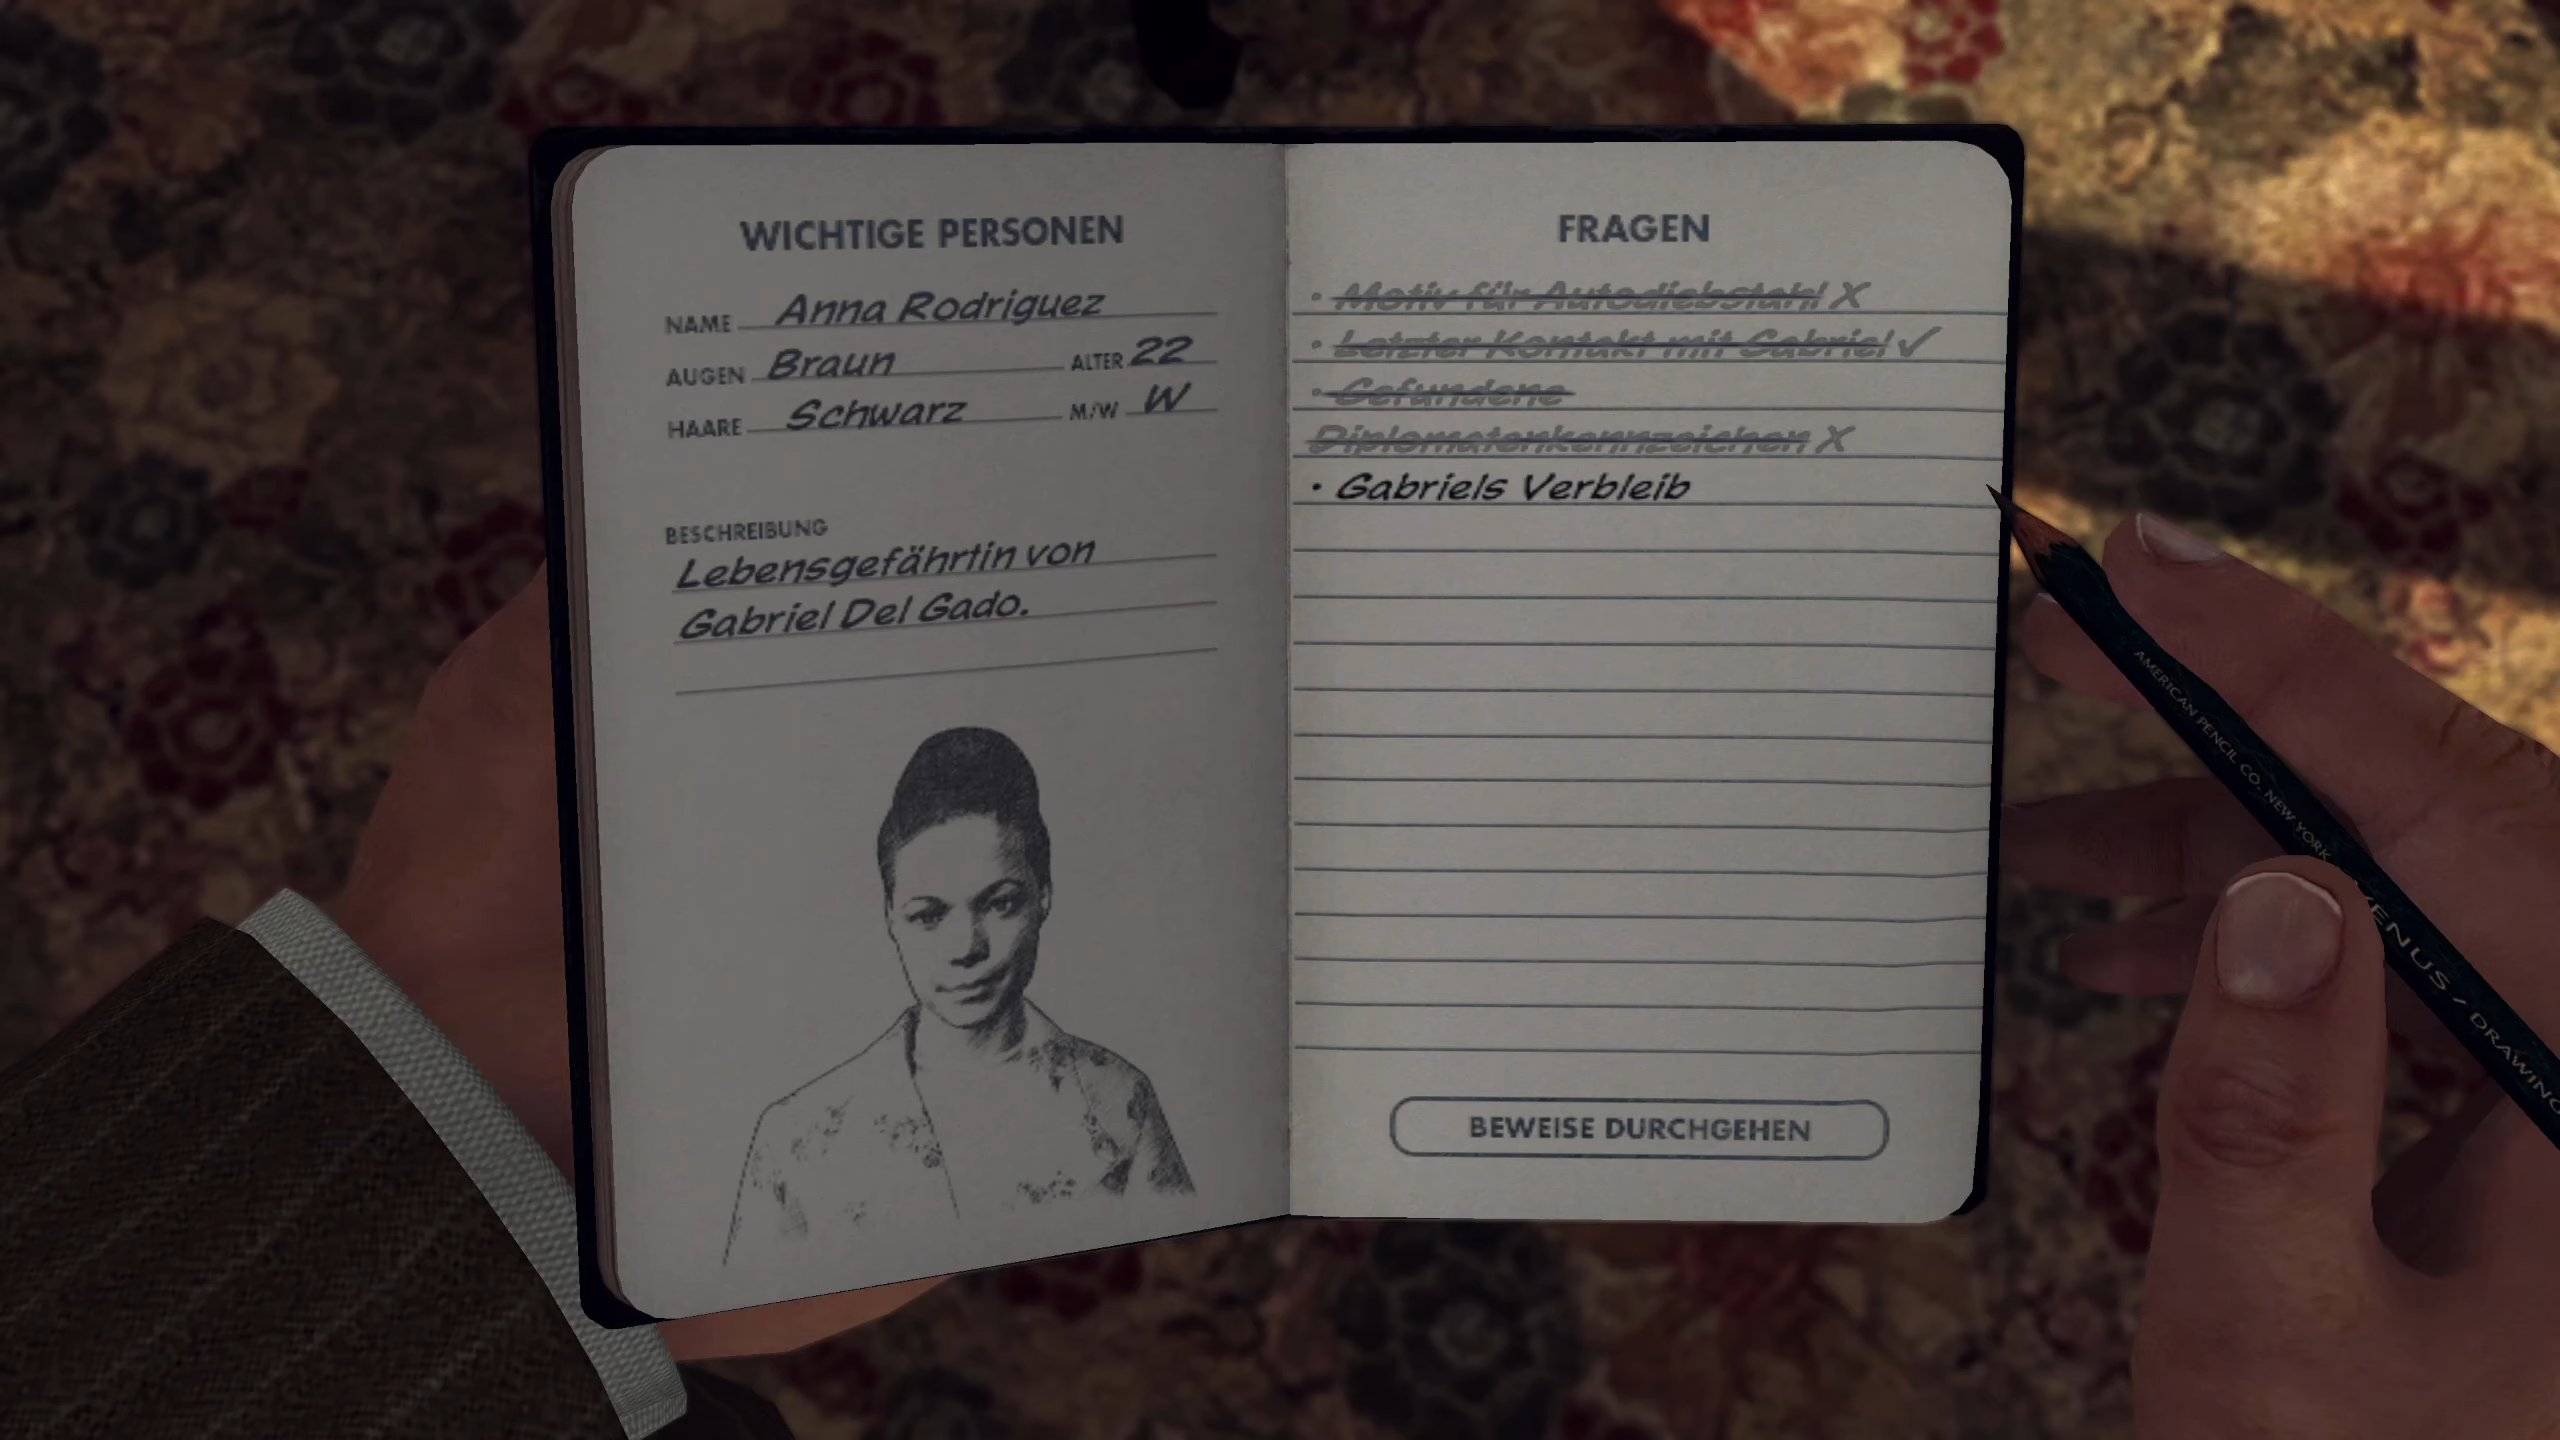 WICHTIGE PERSONEN
NAME Anna Rodriguez
AUGEN Braun ALTER 22
HAARE Schwarz M/W W
BESCHREIBUNG
Lebensgefährtin von
Gabriel Del Gado.
FRAGEN
• Motiv für Autodiebstahl X
• Letzter Kontakt mit Gabriel ✓
• Gefundene
Diplomatenkennzeichen X
• Gabriels Verbleib
BEWEISE DURCHGEHEN
AMERICAN PENCIL CO. NEW YORK
VENUS / DRAWING